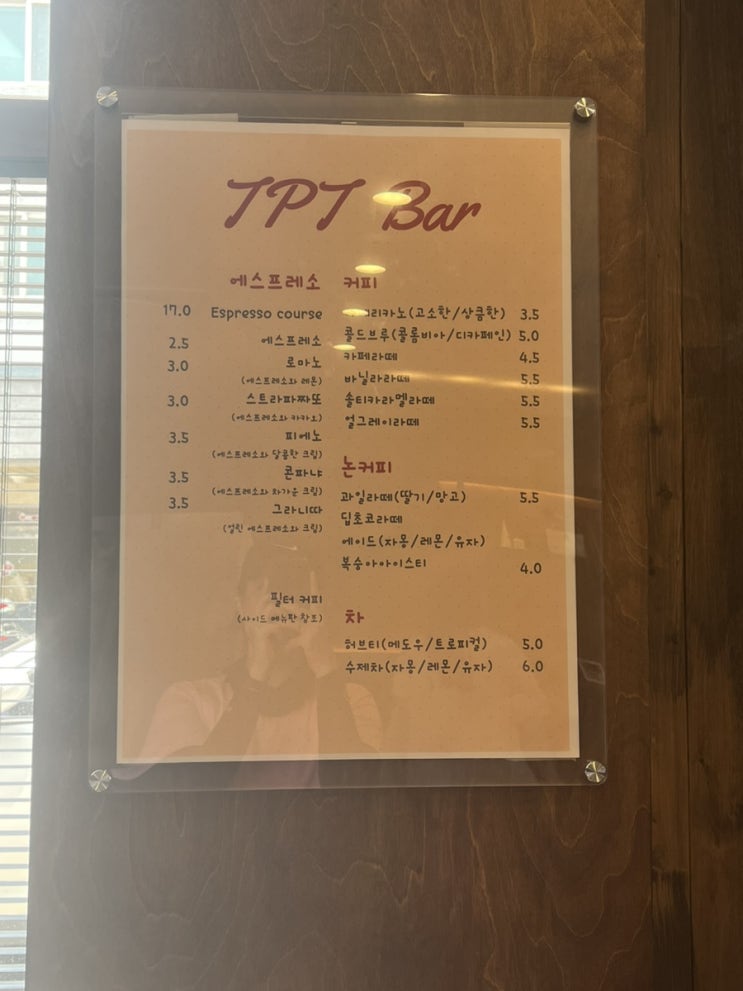 TPT Bar
에스프레소
17.0 Espresso course
2.5 에스프레소
3.0 로마노
(에스프레소와 레몬)
3.0 스트라파짜또
(에스프레소와 카카오)
3.5 피에노
(에스프레소와 달콤한 크림)
3.5 콘파냐
(에스프레소와 차가운 크림)
3.5 그라니따
(얼린 에스프레소와 크림)
필터 커피
(사이드 메뉴판 참조)
커피
리카노(고소한/상큼한) 3.5
콜드브루(콜롬비아/디카페인) 5.0
카페라떼 4.5
바닐라라떼 5.5
솔티카라멜라떼 5.5
얼그레이라떼 5.5
논커피
과일라떼(딸기/망고) 5.5
딥초코라떼
에이드(자몽/레몬/유자)
복숭아아이스티 4.0
차
허브티(메도우/트로피컬) 5.0
수제차(자몽/레몬/유자) 6.0